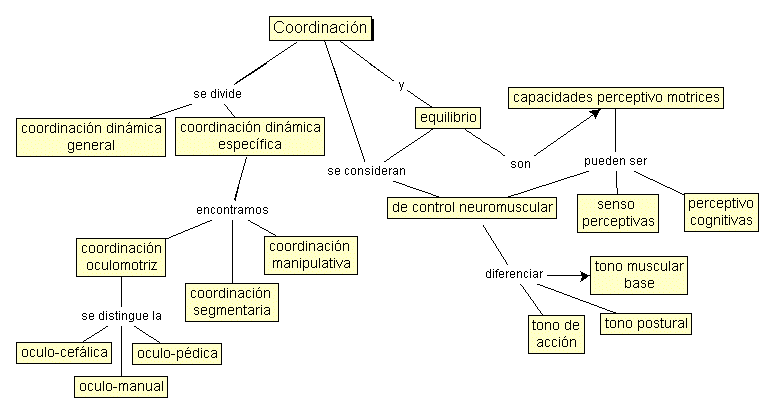 Coordinación
se divide
y
capacidades perceptivo motrices
coordinación dinámica
general
coordinación dinámica
específica
equilibrio
se consideran
son
pueden ser
encontramos
de control neuromuscular
senso
perceptivas
perceptivo
cognitivas
coordinación
oculomotriz
coordinación
manipulativa
coordinación
segmentaria
diferenciar
tono muscular
base
se distingue la
tono de
acción
tono postural
oculo-cefálica
oculo-pédica
oculo-manual